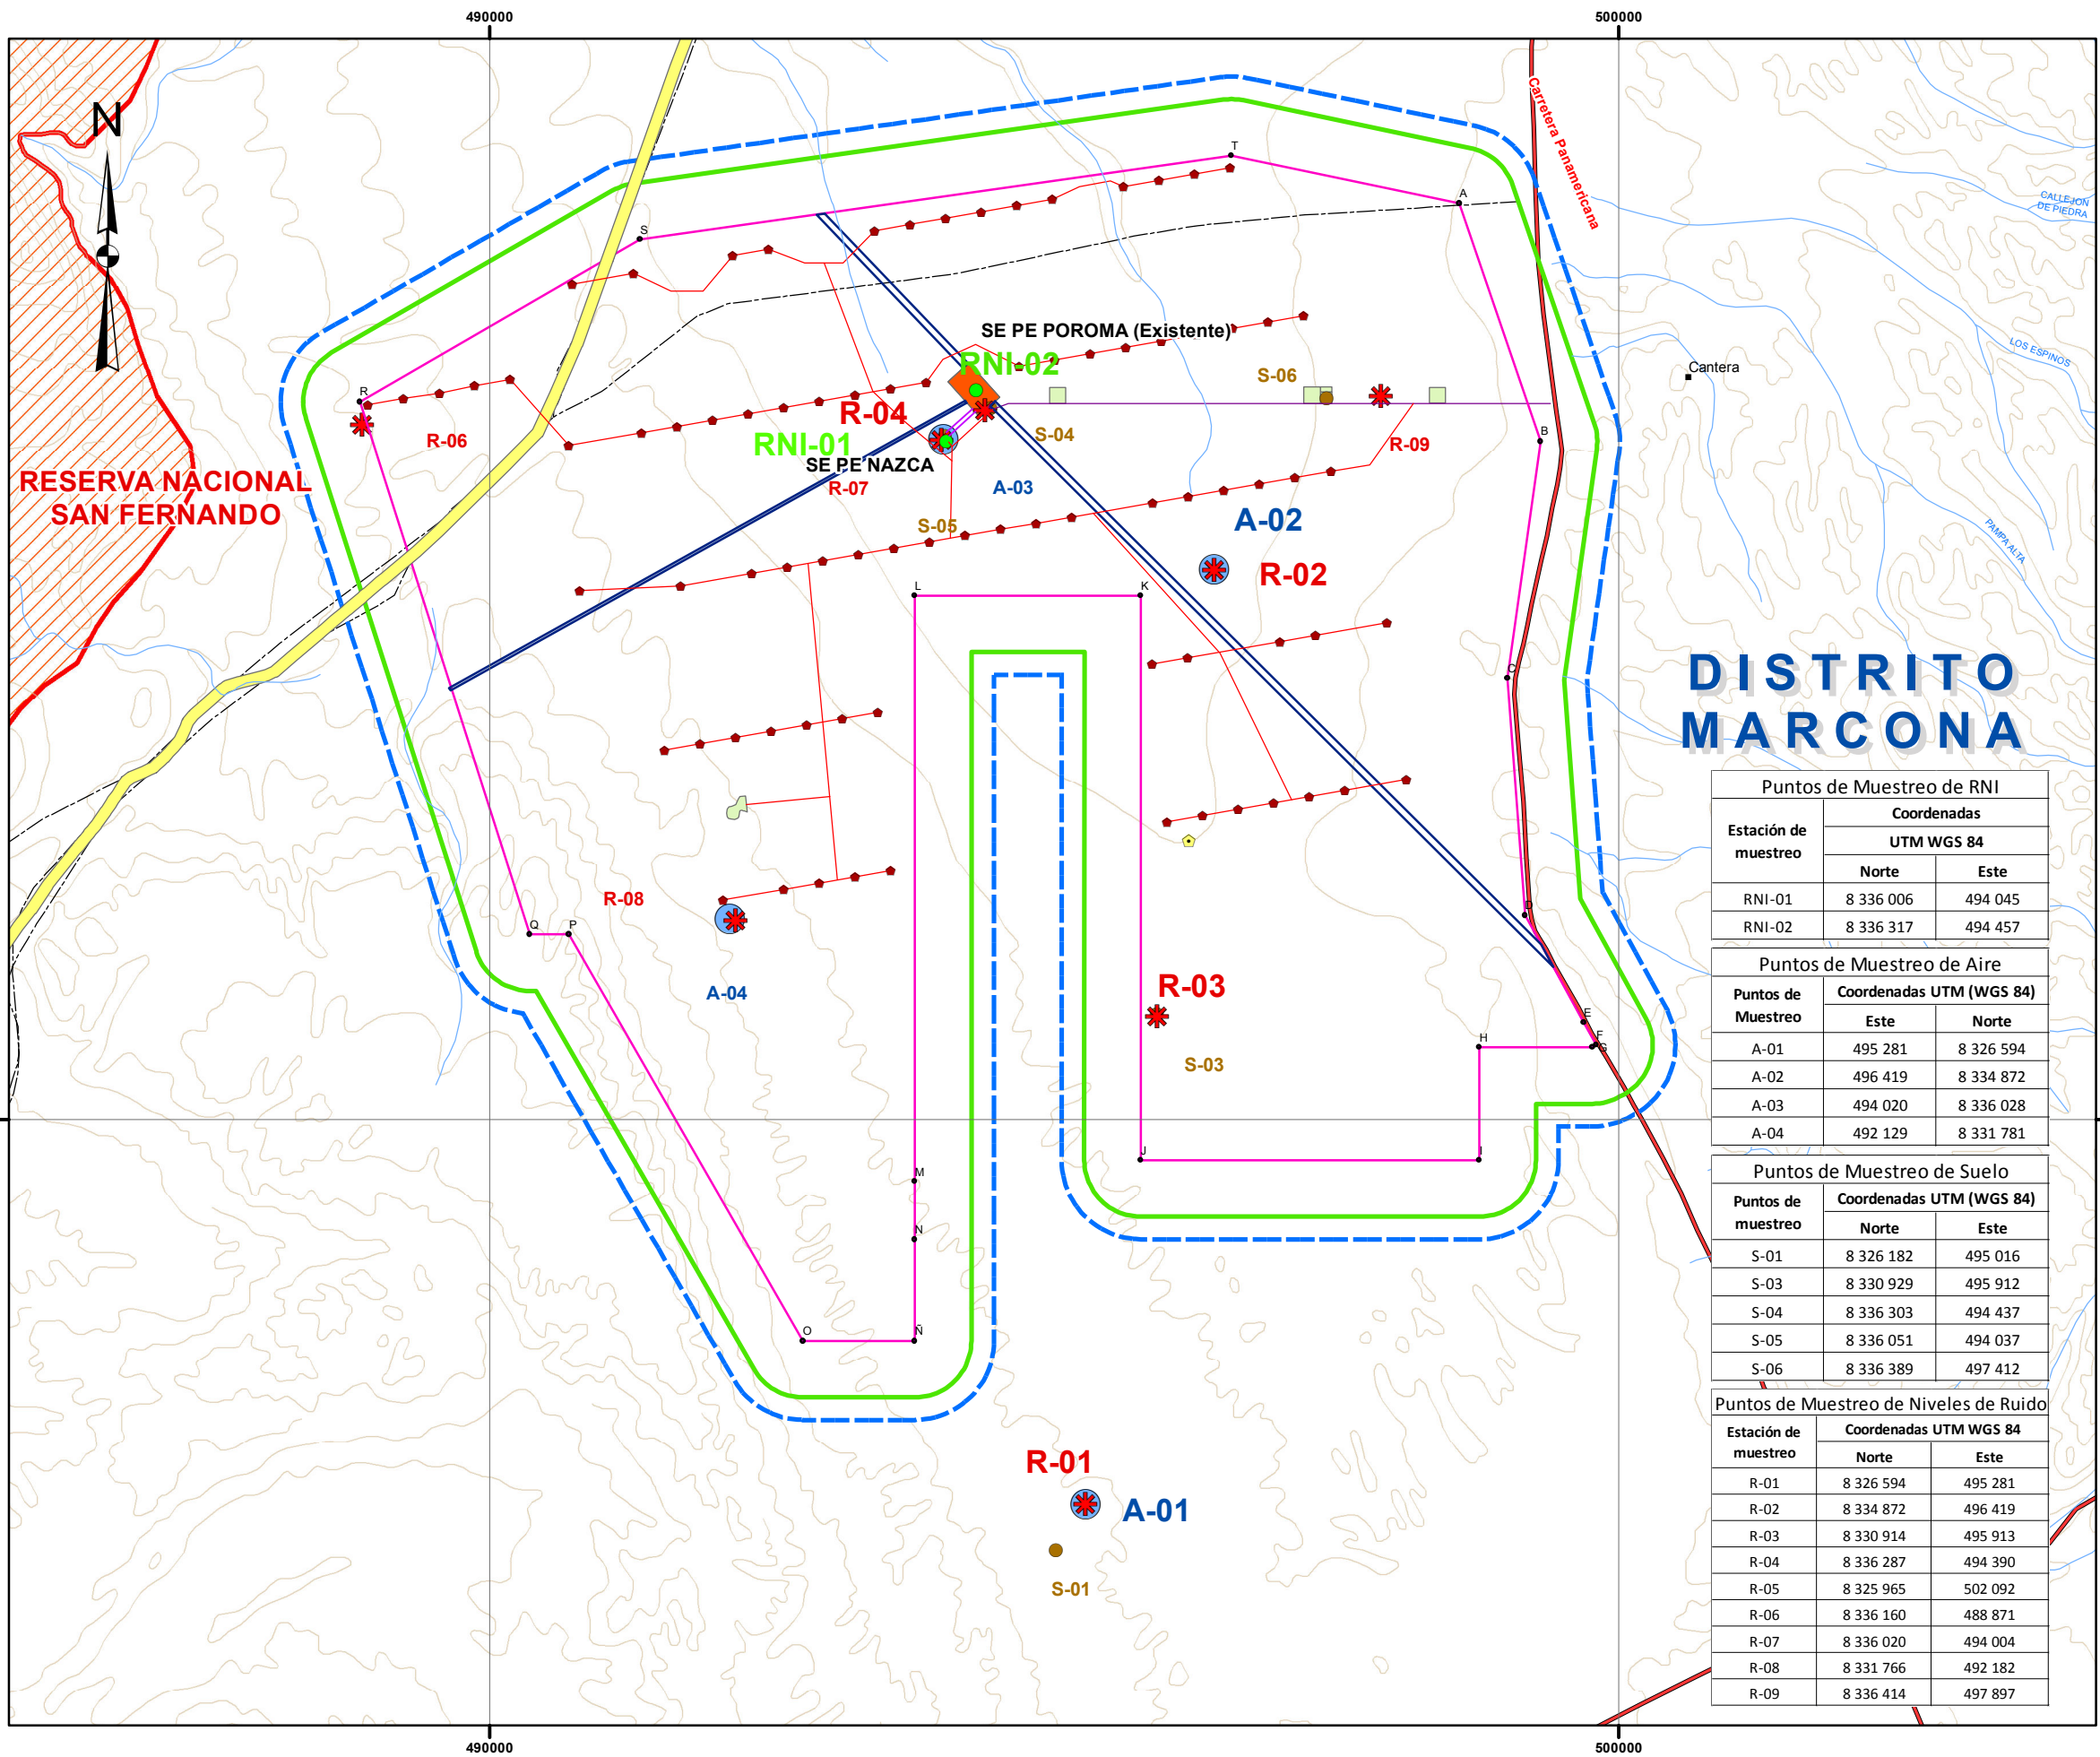 490000
500000
N
Carretera Panamericana
CALLEJON
DE PIEDRA
T
A
S
SE PE POROMA (Existente)
LOS ESPINOS
RNI-02
Cantera
S-06
R
R-04
R-06
RNI-01
S-04
R-09
B
SE PE NAZCA
RESERVA NACIONAL
SAN FERNANDO
R-07
A-03
A-02
S-05
PAMPA ALTA
R-02
L
K
C
DISTRITO
MARCONA
R-08
D
Q
P
A-04
R-03
E
F
G
H
S-03
J
I
M
N
O
Ñ
R-01
A-01
S-01
Puntos de Muestreo de RNI
Estación de muestreo
Coordenadas
UTM WGS 84
Norte Este
RNI-01 8 336 006 494 045
RNI-02 8 336 317 494 457
Puntos de Muestreo de Aire
Puntos de Muestreo
Coordenadas UTM (WGS 84)
Este Norte
A-01 495 281 8 326 594
A-02 496 419 8 334 872
A-03 494 020 8 336 028
A-04 492 129 8 331 781
Puntos de Muestreo de Suelo
Puntos de muestreo
Coordenadas UTM (WGS 84)
Norte Este
S-01 8 326 182 495 016
S-03 8 330 929 495 912
S-04 8 336 303 494 437
S-05 8 336 051 494 037
S-06 8 336 389 497 412
Puntos de Muestreo de Niveles de Ruido
Estación de muestreo
Coordenadas UTM WGS 84
Norte Este
R-01 8 326 594 495 281
R-02 8 334 872 496 419
R-03 8 330 914 495 913
R-04 8 336 287 494 390
R-05 8 325 965 502 092
R-06 8 336 160 488 871
R-07 8 336 020 494 004
R-08 8 331 766 492 182
R-09 8 336 414 497 897
490000
500000